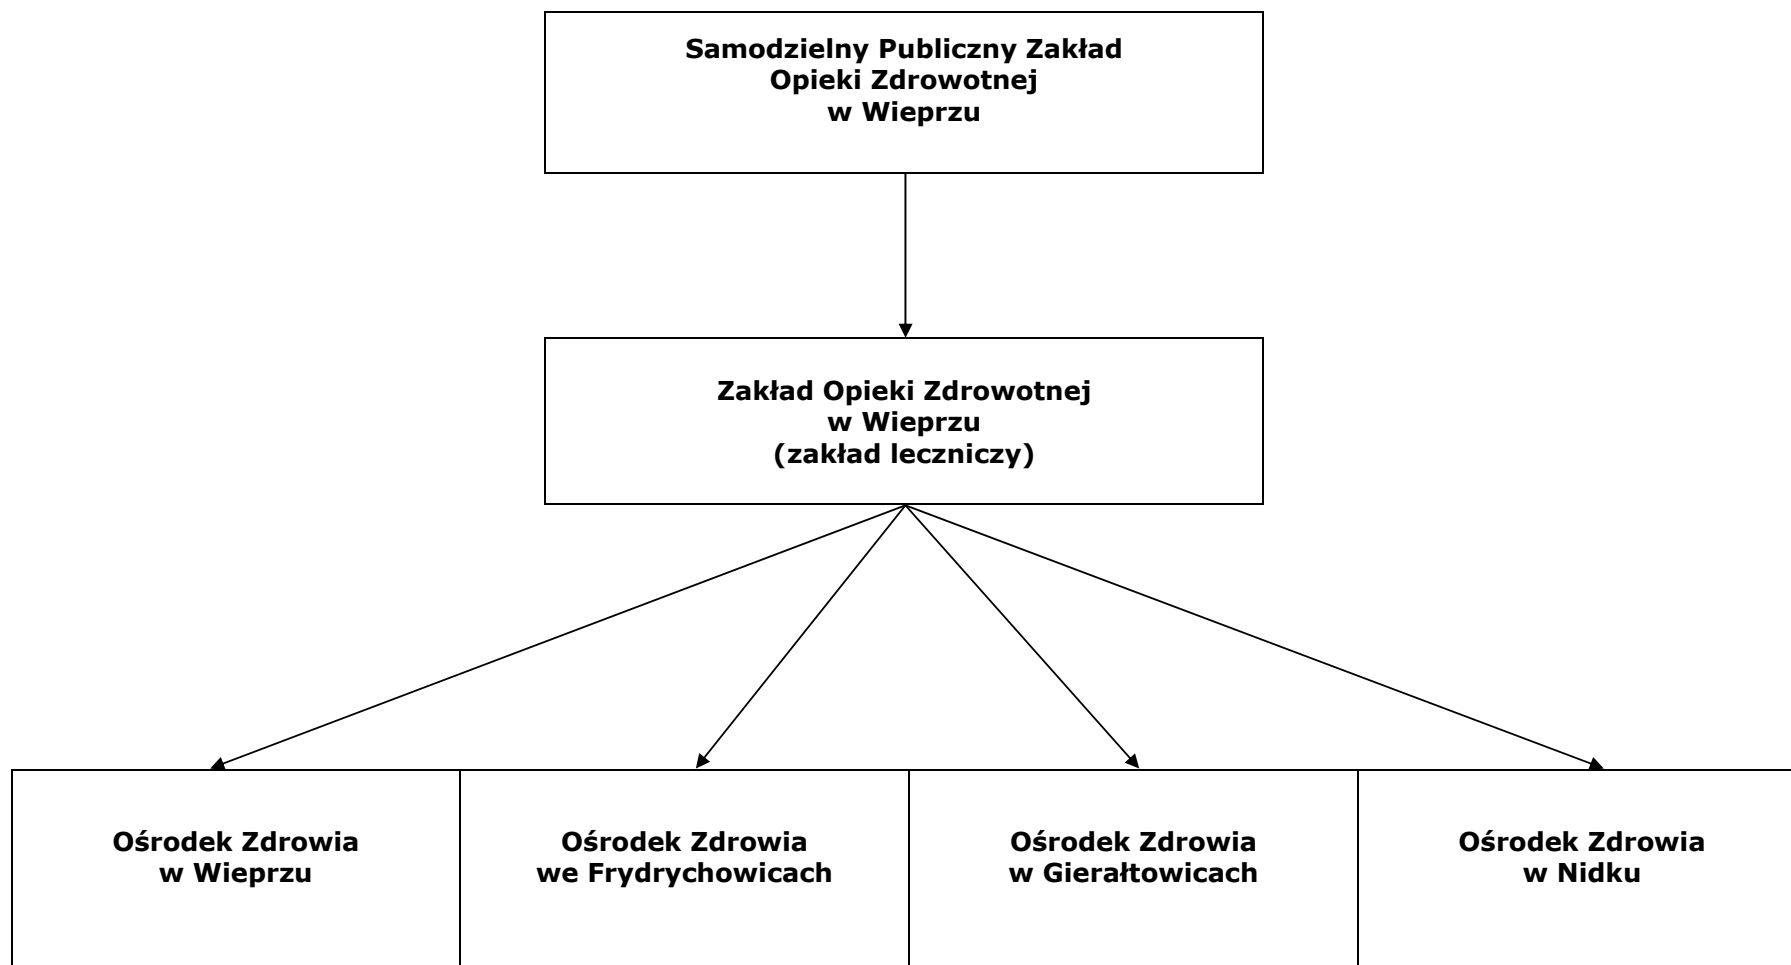 Samodzielny Publiczny Zakład
Opieki Zdrowotnej
w Wieprzu
Zakład Opieki Zdrowotnej
w Wieprzu
(zakład leczniczy)
Ośrodek Zdrowia
w Wieprzu
Ośrodek Zdrowia
we Frydrychowicach
Ośrodek Zdrowia
w Gierałtowicach
Ośrodek Zdrowia
w Nidku